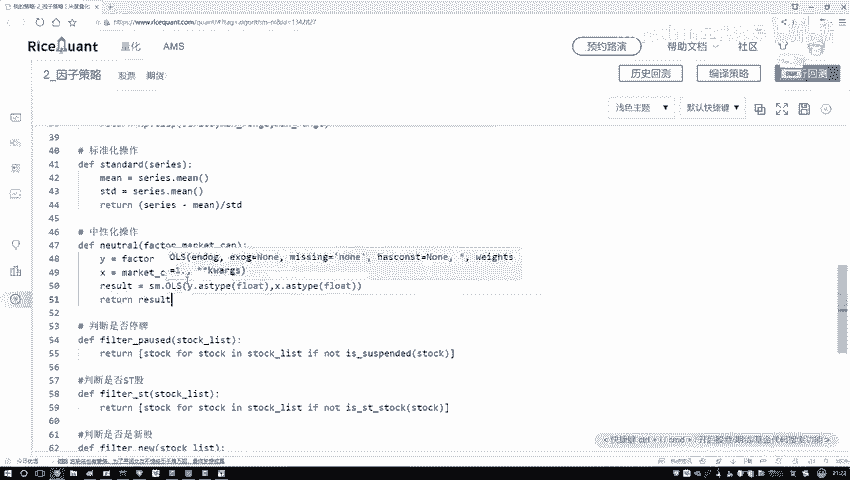 https://www.ricequant.com/quant/
RiceQuant 量化 AMS 预约路演 帮助文档 社区
2_因子策略 股票 期货 历史回测 编译策略
浅色主题 默认快捷键
39
40 # 标准化操作
41 def standard(series):
42 mean = series.mean()
43 std = series.mean()
44 return (series - mean)/std
45
46 # 中性化操作
47 def neutral(factor,market_cap):
OLS(endog, exog=None, missing='none', hasconst=None, *, weights
48 y = factor
=1., **kwargs)
49 x = market_c
50 result = sm.OLS(y.astype(float),x.astype(float))
51 return result
52
53 # 判断是否停牌
54 def filter_paused(stock_list):
55 return [stock for stock in stock_list if not is_suspended(stock)]
56
57 #判断是否ST股
58 def filter_st(stock_list):
59 return [stock for stock in stock_list if not is_st_stock(stock)]
60
61 #判断是否是新股
62 def filter_new(stock_list):